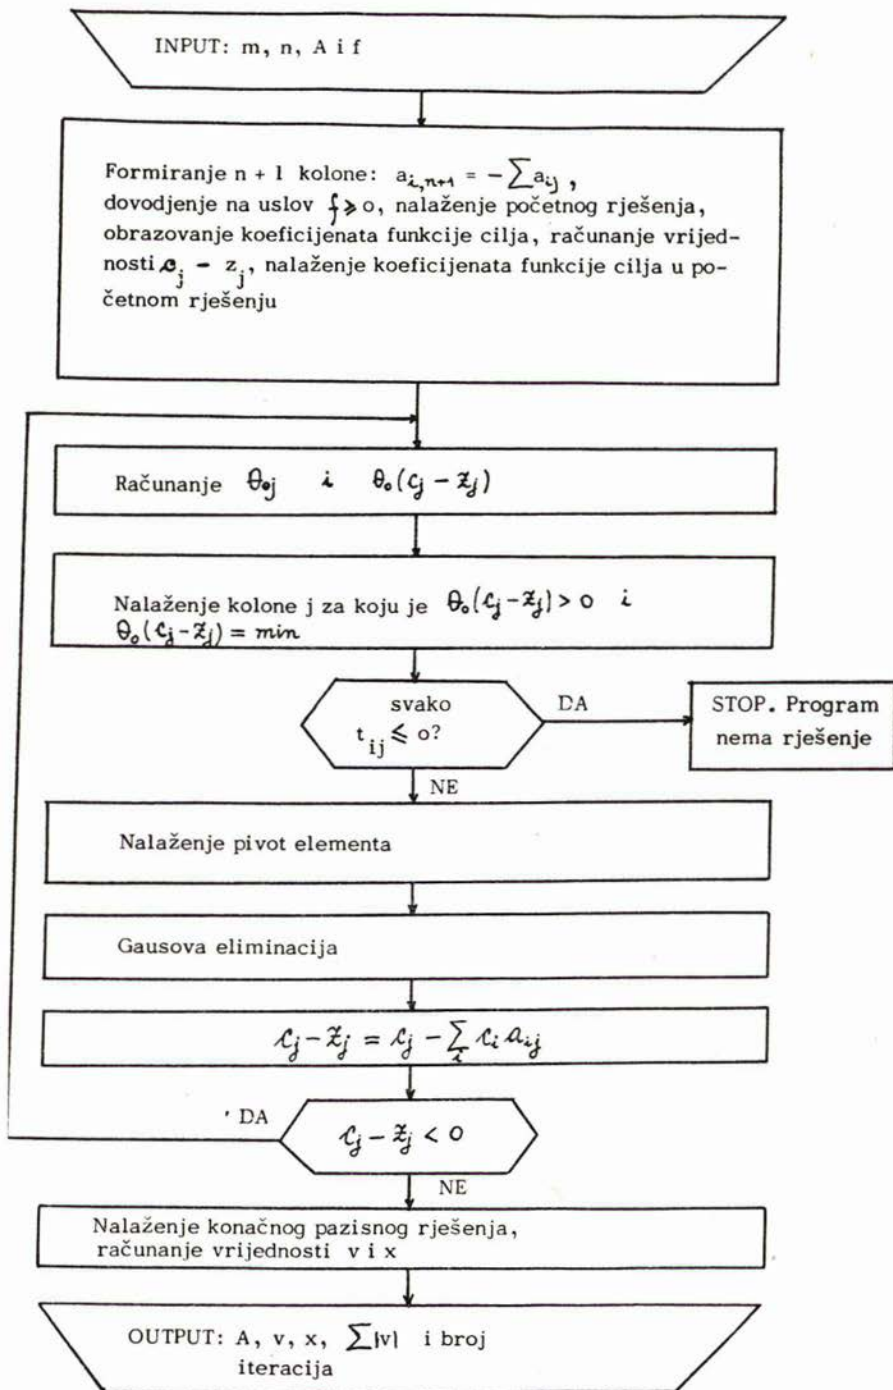 INPUT: m, n, A i f
Formiranje n + 1 kolone: a_{i,n+1} = -∑ a_{ij} ,
dovodjenje na uslov f ⩾ o, nalaženje početnog rješenja,
obrazovanje koeficijenata funkcije cilja, računanje vrijed-
nosti c_j - z_j, nalaženje koeficijenata funkcije cilja u po-
četnom rješenju
Računanje θ_{oj} i θ_o(c_j - z_j)
Nalaženje kolone j za koju je θ_o(c_j - z_j) > 0 i
θ_o(c_j - z_j) = min
svako
t_{ij} ⩽ o?
DA
STOP. Program
nema rješenje
NE
Nalaženje pivot elementa
Gausova eliminacija
c_j - z_j = c_j - ∑_i c_i a_{ij}
DA
c_j - z_j < 0
NE
Nalaženje konačnog pazisnog rješenja,
računanje vrijednosti v i x
OUTPUT: A, v, x, ∑|v| i broj
iteracija